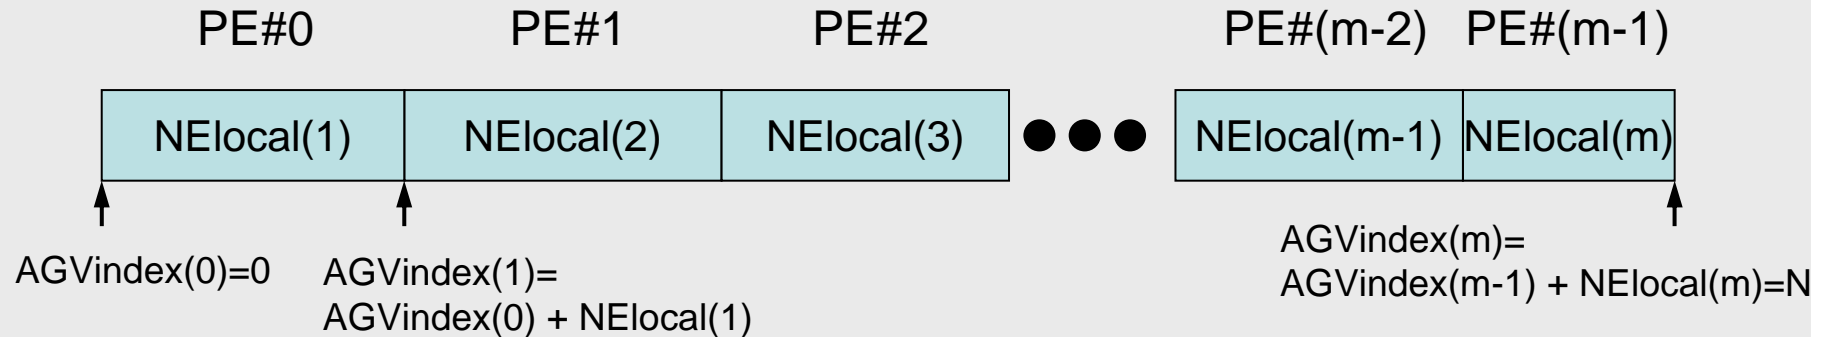 PE#0 PE#1 PE#2 PE#(m-2) PE#(m-1)
NElocal(1) NElocal(2) NElocal(3) NElocal(m-1) NElocal(m)
AGVindex(0)=0
AGVindex(1)=
AGVindex(0) + NElocal(1)
AGVindex(m)=
AGVindex(m-1) + NElocal(m)=N